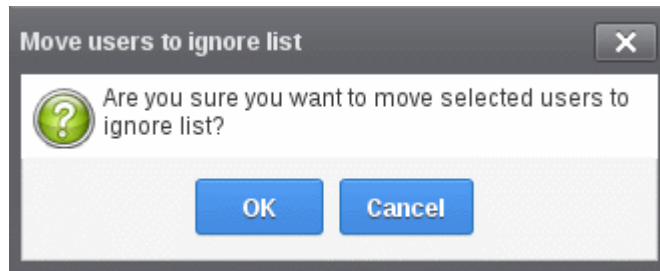 Move users to ignore list
Are you sure you want to move selected users to
ignore list?
OK Cancel